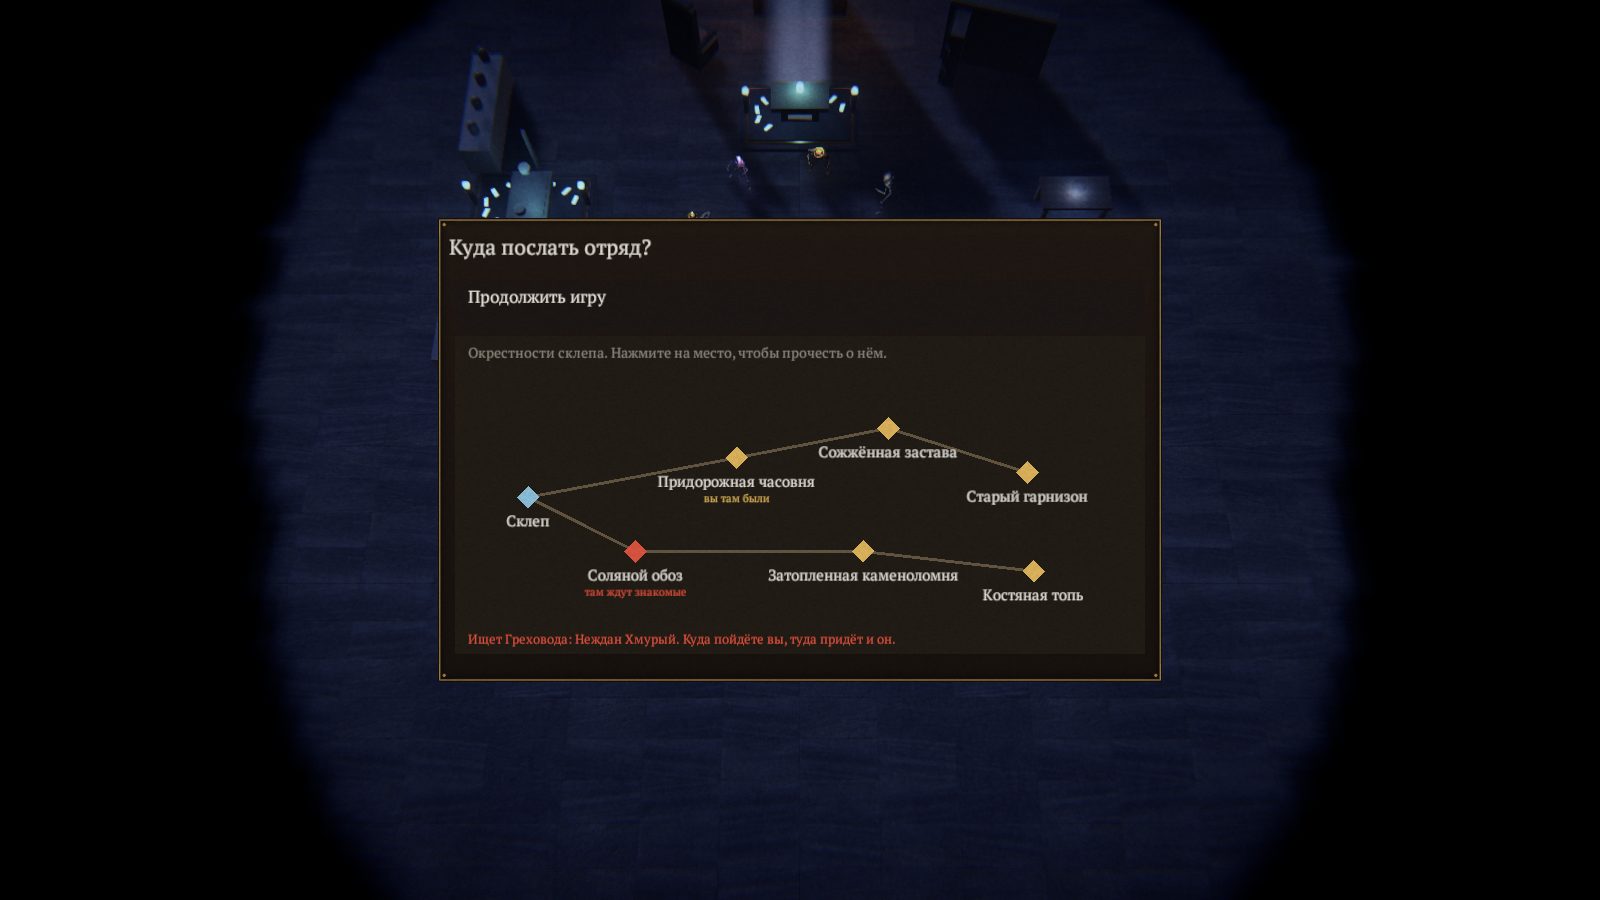 Куда послать отряд?
Продолжить игру
Окрестности склепа. Нажмите на место, чтобы прочесть о нём.
Сожжённая застава
Придорожная часовня
вы там были
Старый гарнизон
Склеп
Соляной обоз
там ждут знакомые
Затопленная каменоломня
Костяная топь
Ищет Греховода: Неждан Хмурый. Куда пойдёте вы, туда придёт и он.